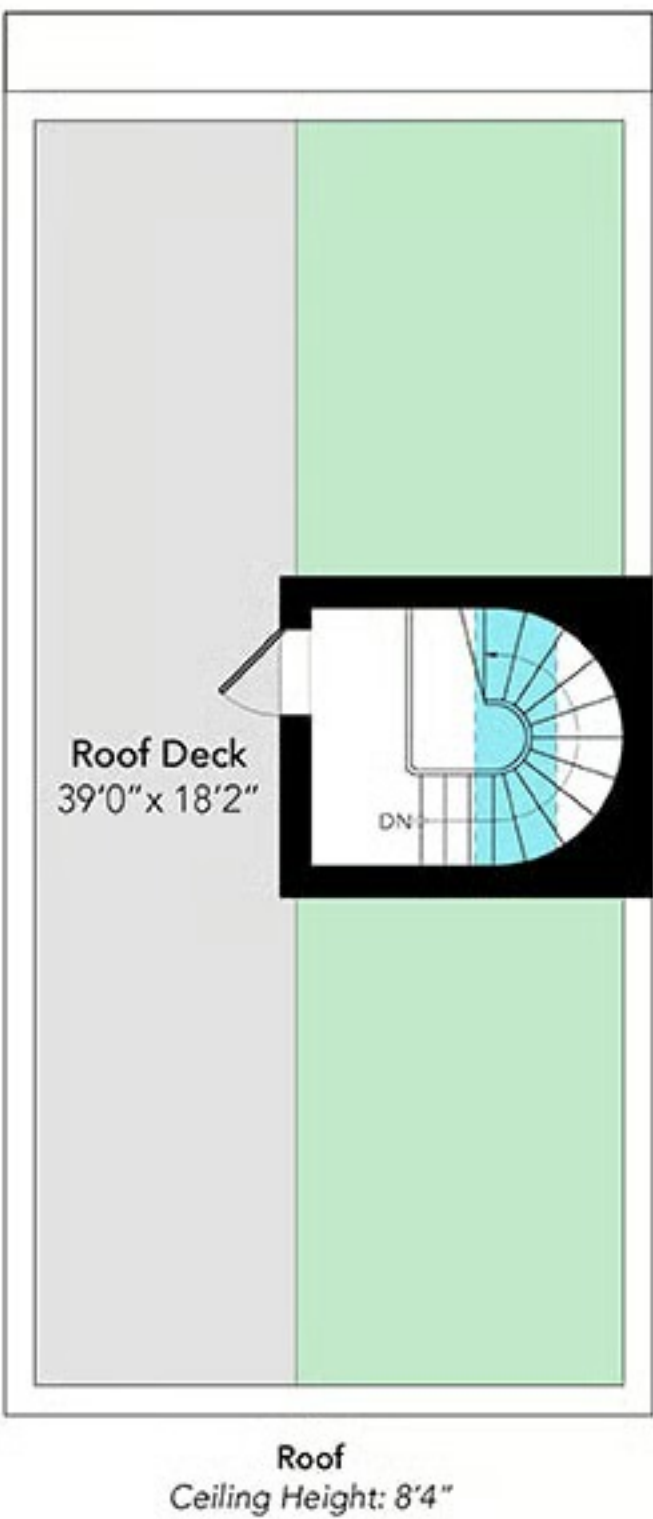 Roof Deck
39'0" x 18'2"
DN
Roof
Ceiling Height: 8'4"